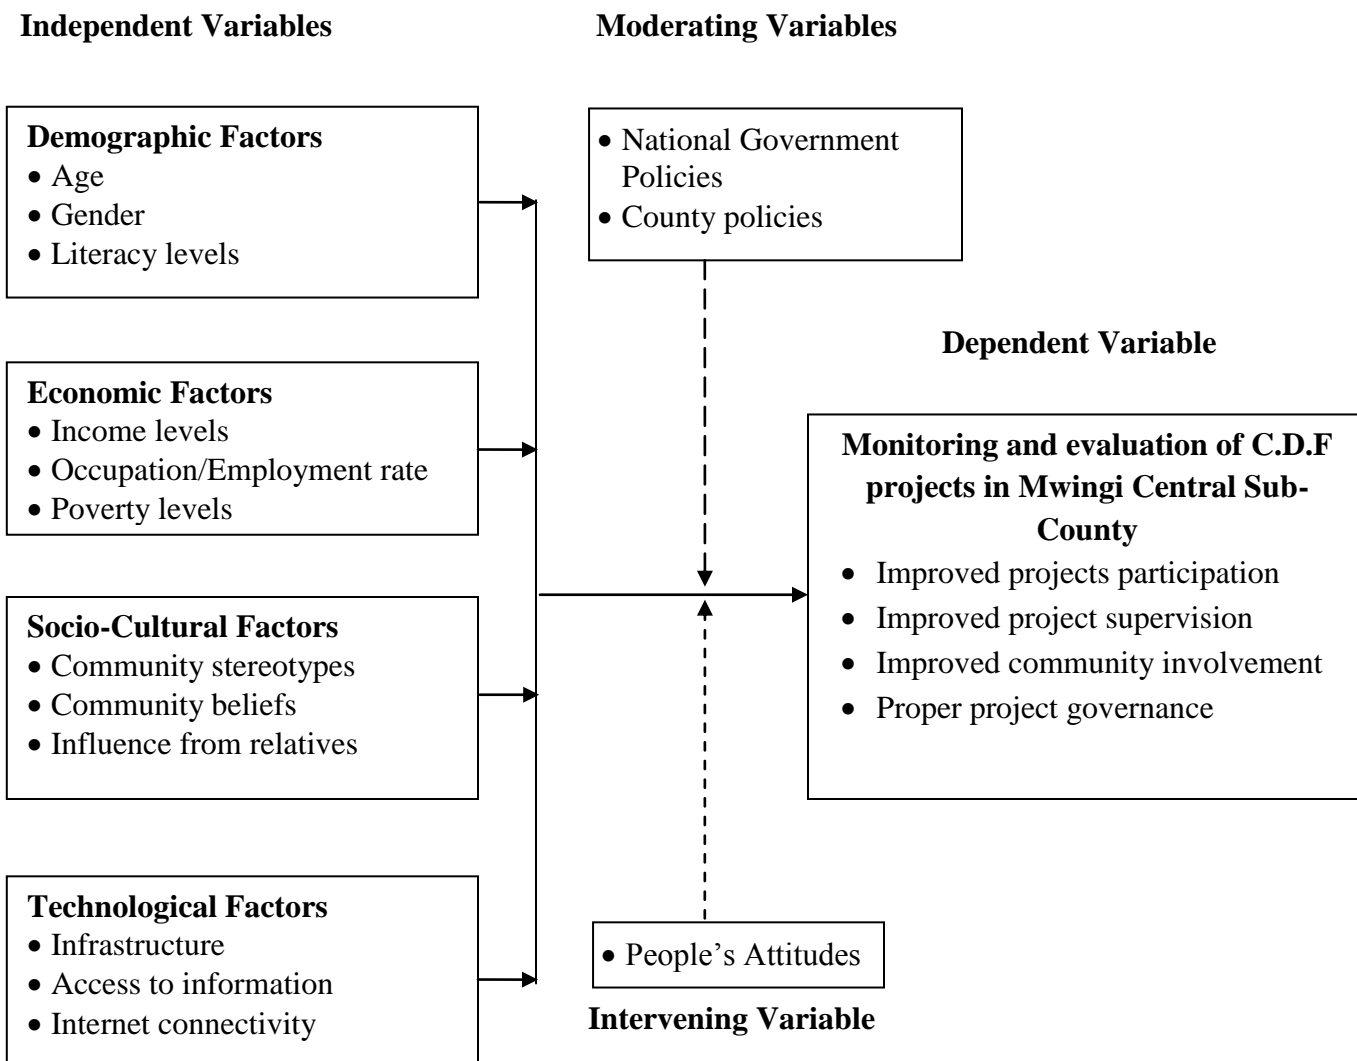 Independent Variables
Moderating Variables
Demographic Factors
• Age
• Gender
• Literacy levels
• National Government
Policies
• County policies
Dependent Variable
Economic Factors
• Income levels
• Occupation/Employment rate
• Poverty levels
Monitoring and evaluation of C.D.F
projects in Mwingi Central Sub-
County
• Improved projects participation
• Improved project supervision
• Improved community involvement
• Proper project governance
Socio-Cultural Factors
• Community stereotypes
• Community beliefs
• Influence from relatives
Technological Factors
• Infrastructure
• Access to information
• Internet connectivity
• People’s Attitudes
Intervening Variable